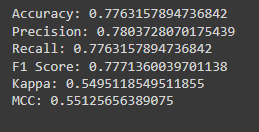 Accuracy: 0.7763157894736842
Precision: 0.7803728070175439
Recall: 0.7763157894736842
F1 Score: 0.7771360039701138
Kappa: 0.5495118549511855
MCC: 0.55125656389075